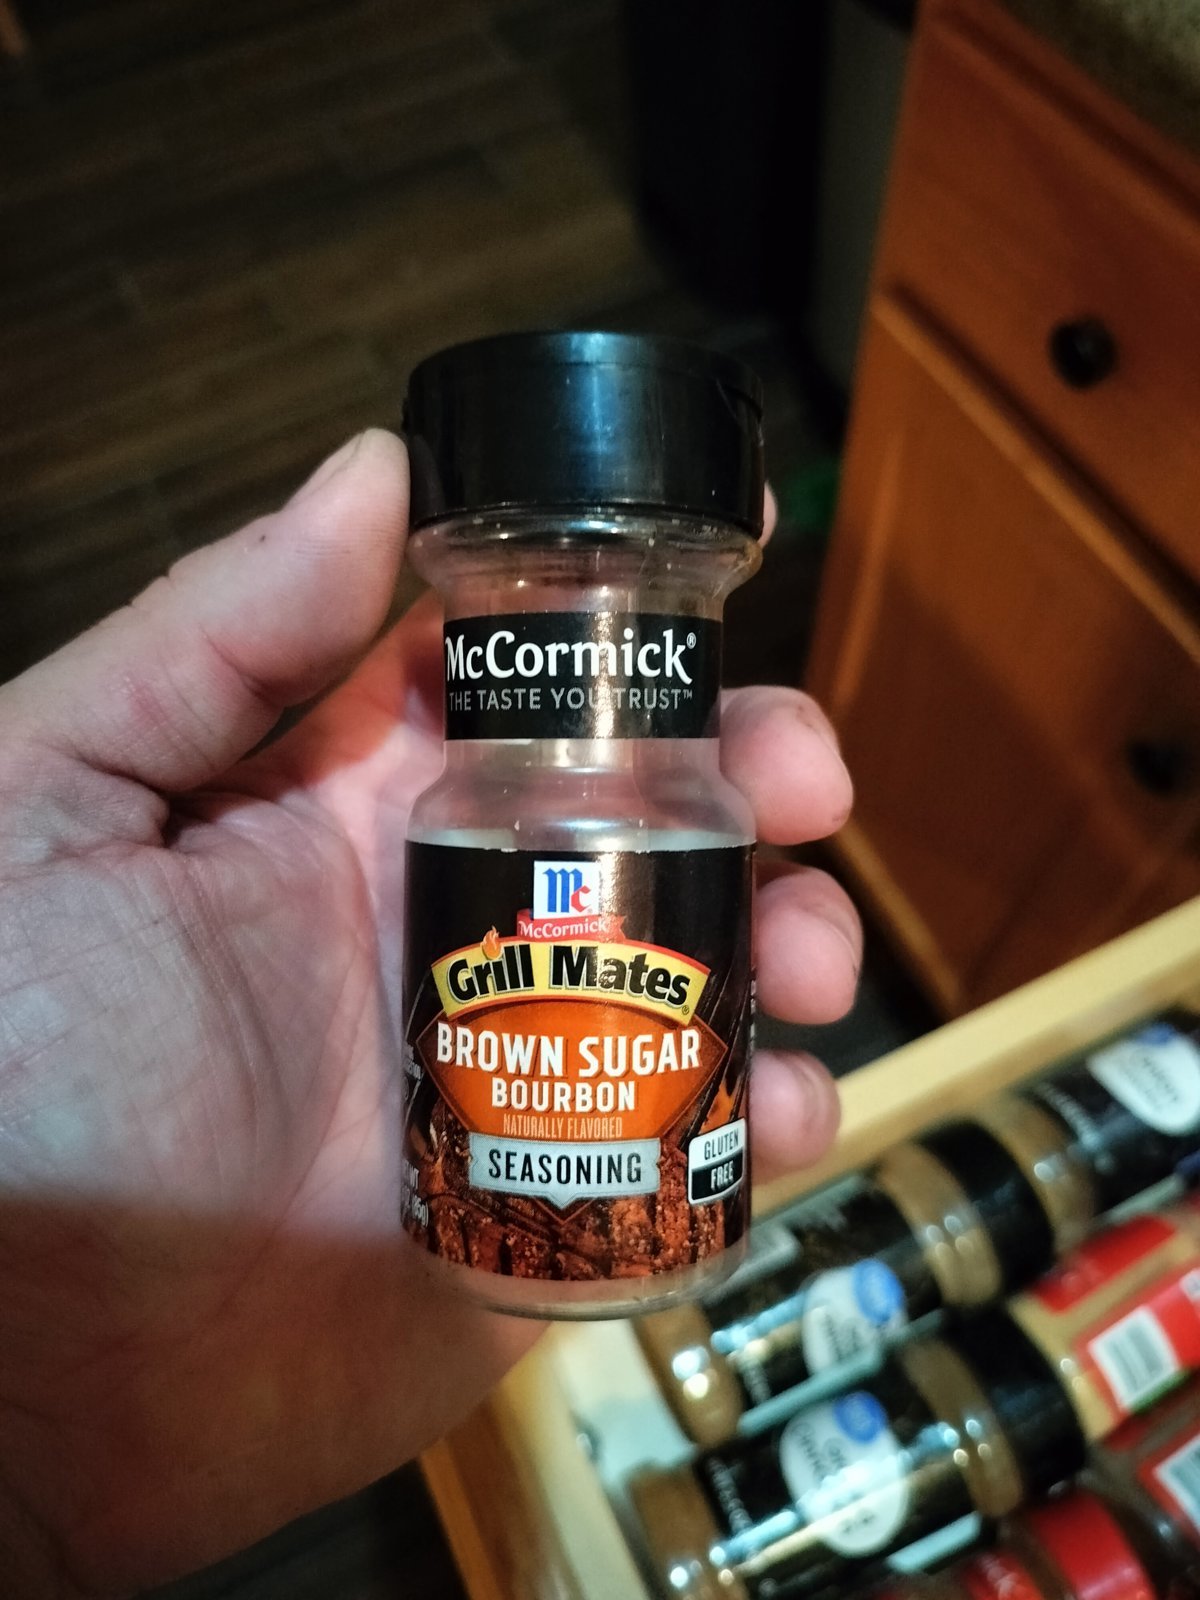 McCormick®
THE TASTE YOU TRUST™
Mc
McCormick
Grill Mates®
BROWN SUGAR
BOURBON
NATURALLY FLAVORED
SEASONING
GLUTEN
FREE